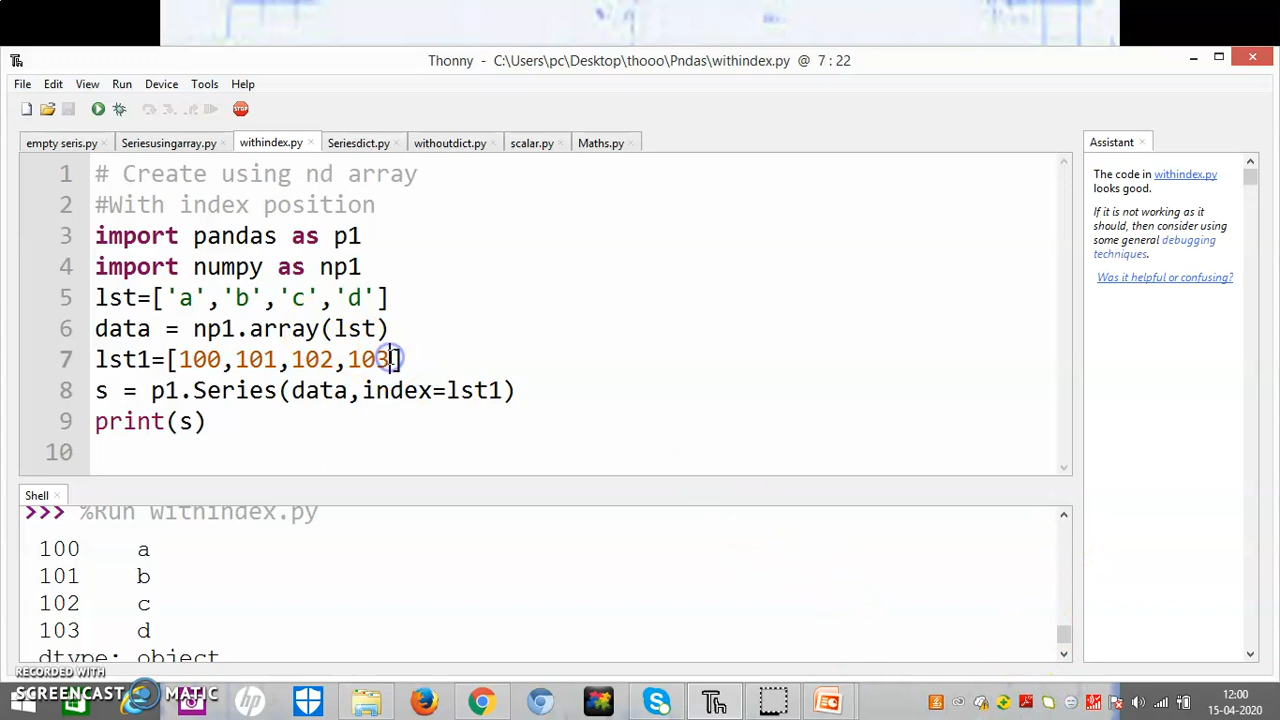 Th Thonny - C:\Users\pc\Desktop\thooo\Pndas\withindex.py @ 7 : 22
File Edit View Run Device Tools Help
STOP
empty seris.py Seriesusingarray.py withindex.py Seriesdict.py withoutdict.py scalar.py Maths.py
Assistant
1 # Create using nd array
2 #With index position
3 import pandas as p1
4 import numpy as np1
5 lst=['a','b','c','d']
6 data = np1.array(lst)
7 lst1=[100,101,102,103]
8 s = p1.Series(data,index=lst1)
9 print(s)
10
The code in withindex.py
looks good.
If it is not working as it
should, then consider using
some general debugging
techniques.
Was it helpful or confusing?
Shell
>>> %Run withindex.py
100 a
101 b
102 c
103 d
dtype: object
RECORDED WITH
SCREENCAST MATIC
hp
Th
12:00
15-04-2020